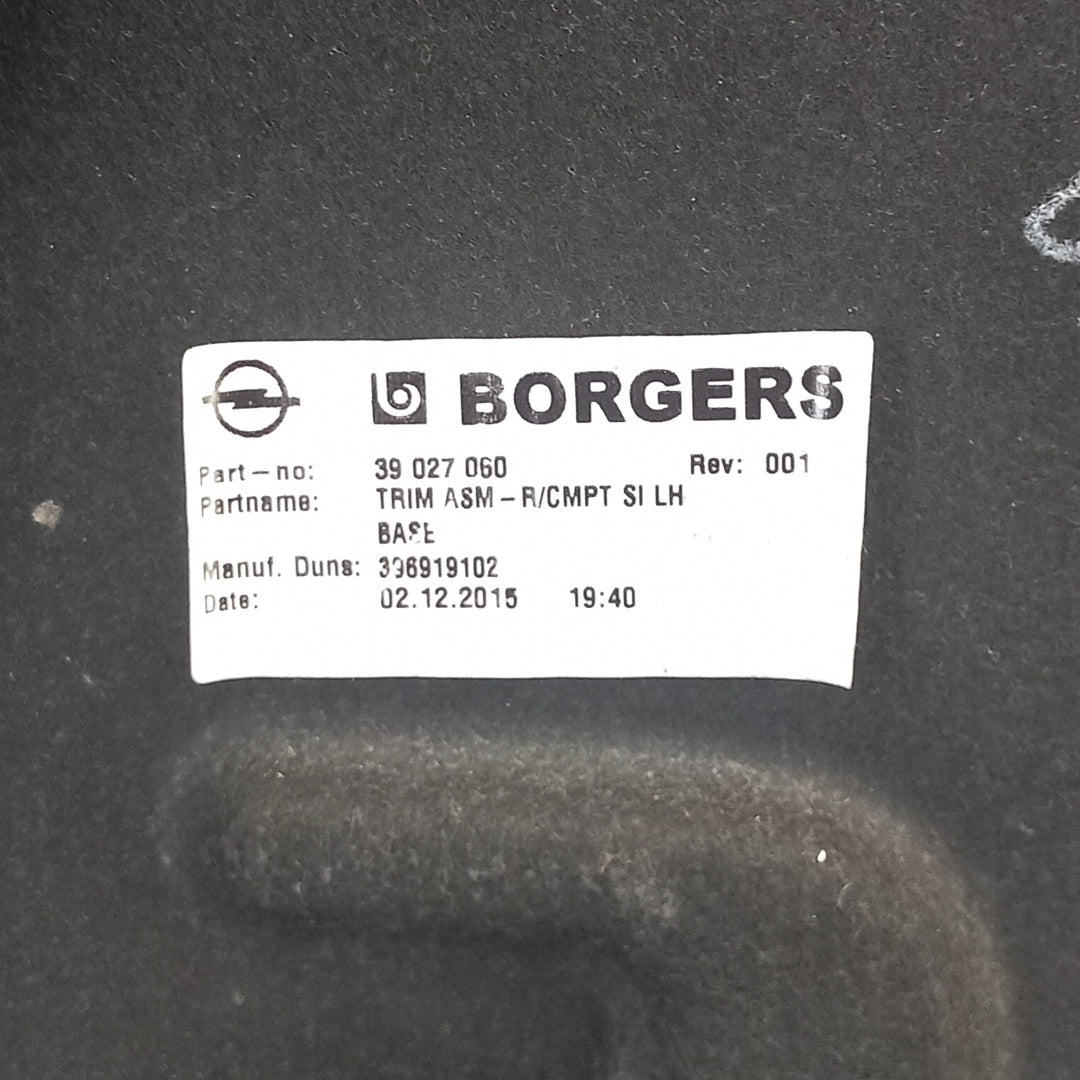 BORGERS
Part-no: 39 027 060 Rev: 001
Partname: TRIM ASM-R/CMPT SI LH
BASE
Manuf. Duns: 396919102
Date: 02.12.2015 19:40